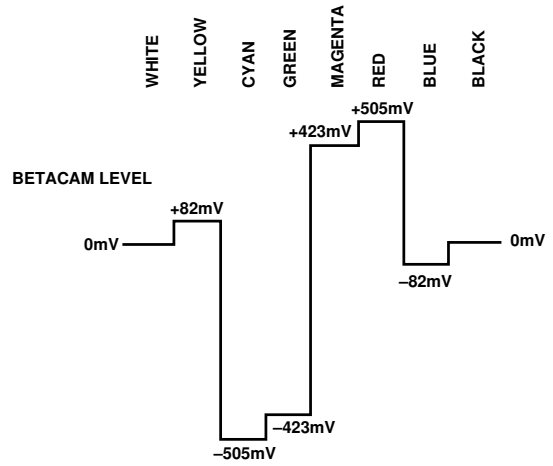 WHITE
YELLOW
CYAN
GREEN
MAGENTA
RED
BLUE
BLACK
+505mV
+423mV
BETACAM LEVEL
+82mV
0mV
0mV
–82mV
–423mV
–505mV